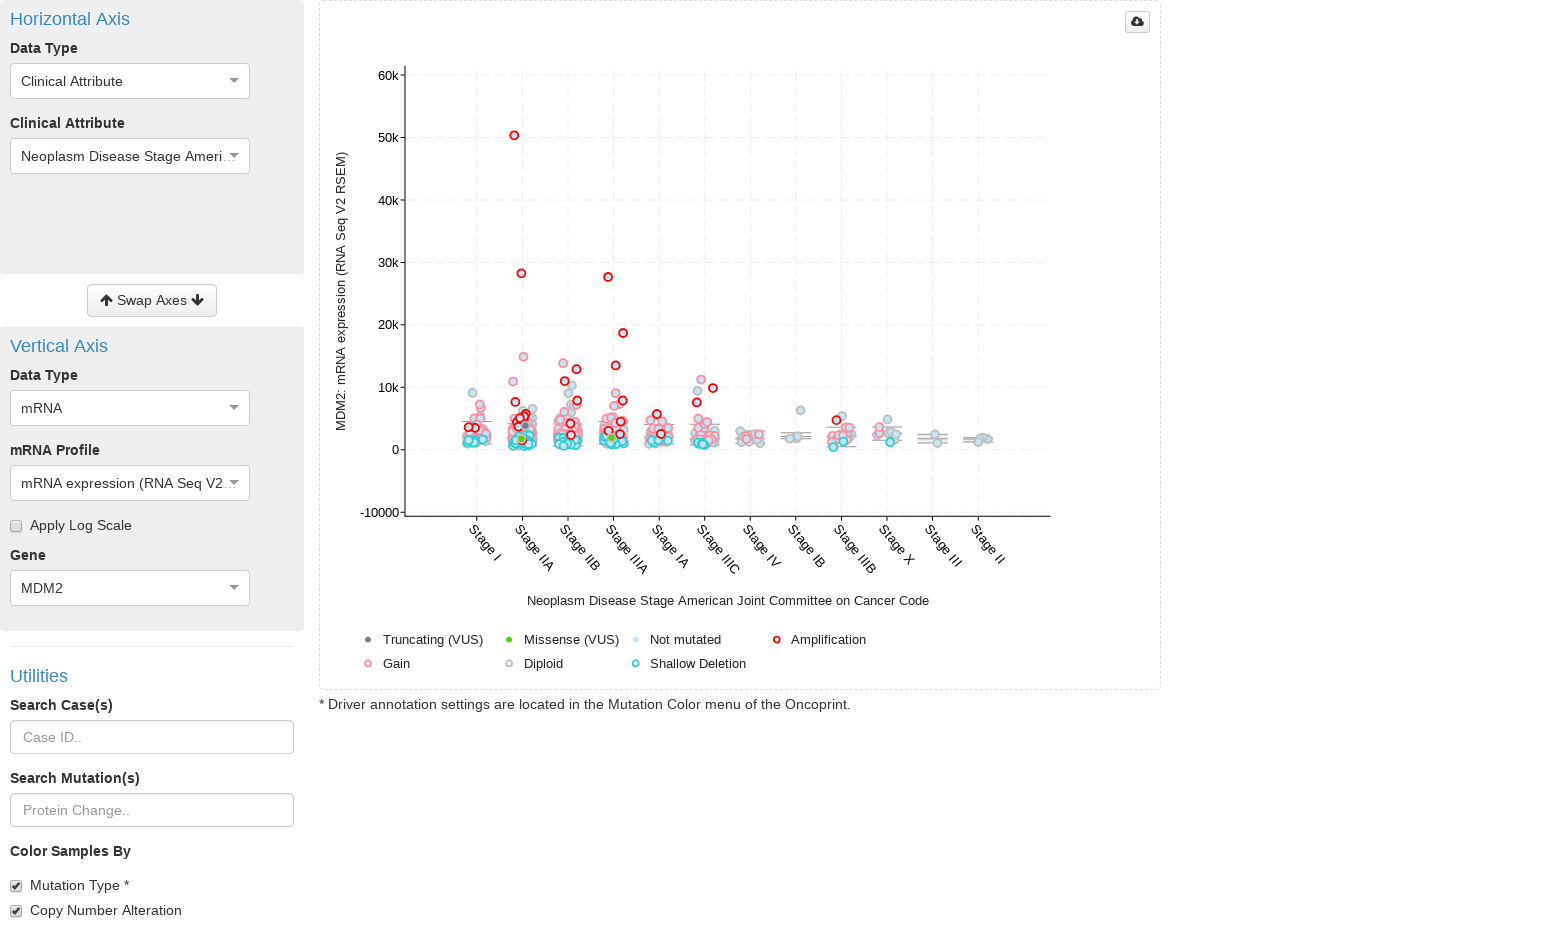 Horizontal Axis
Data Type
Clinical Attribute
Clinical Attribute
Neoplasm Disease Stage Ameri...
Swap Axes
Vertical Axis
Data Type
mRNA
mRNA Profile
mRNA expression (RNA Seq V2...
Apply Log Scale
Gene
MDM2
Utilities
Search Case(s)
Case ID..
Search Mutation(s)
Protein Change..
Color Samples By
Mutation Type *
Copy Number Alteration
MDM2: mRNA expression (RNA Seq V2 RSEM)
60k
50k
40k
30k
20k
10k
0
-10000
Stage I
Stage IIA
Stage IIB
Stage IIIA
Stage IA
Stage IIIC
Stage IV
Stage IB
Stage IIIB
Stage X
Stage III
Stage II
Neoplasm Disease Stage American Joint Committee on Cancer Code
Truncating (VUS) Missense (VUS) Not mutated Amplification
Gain Diploid Shallow Deletion
* Driver annotation settings are located in the Mutation Color menu of the Oncoprint.